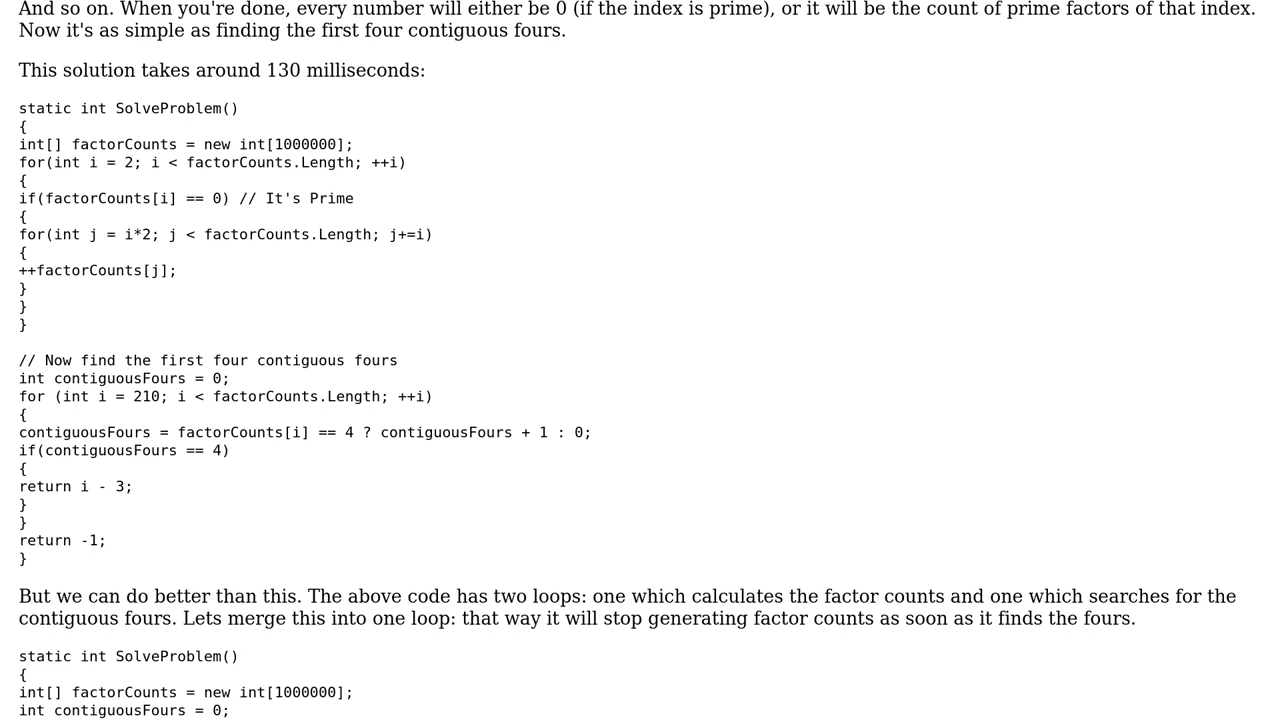 And so on. When you're done, every number will either be 0 (if the index is prime), or it will be the count of prime factors of that index.
Now it's as simple as finding the first four contiguous fours.
This solution takes around 130 milliseconds:
static int SolveProblem()
{
int[] factorCounts = new int[1000000];
for(int i = 2; i < factorCounts.Length; ++i)
{
if(factorCounts[i] == 0) // It's Prime
{
for(int j = i*2; j < factorCounts.Length; j+=i)
{
++factorCounts[j];
}
}
}
// Now find the first four contiguous fours
int contiguousFours = 0;
for (int i = 210; i < factorCounts.Length; ++i)
{
contiguousFours = factorCounts[i] == 4 ? contiguousFours + 1 : 0;
if(contiguousFours == 4)
{
return i - 3;
}
}
return -1;
}
But we can do better than this. The above code has two loops: one which calculates the factor counts and one which searches for the
contiguous fours. Lets merge this into one loop: that way it will stop generating factor counts as soon as it finds the fours.
static int SolveProblem()
{
int[] factorCounts = new int[1000000];
int contiguousFours = 0;